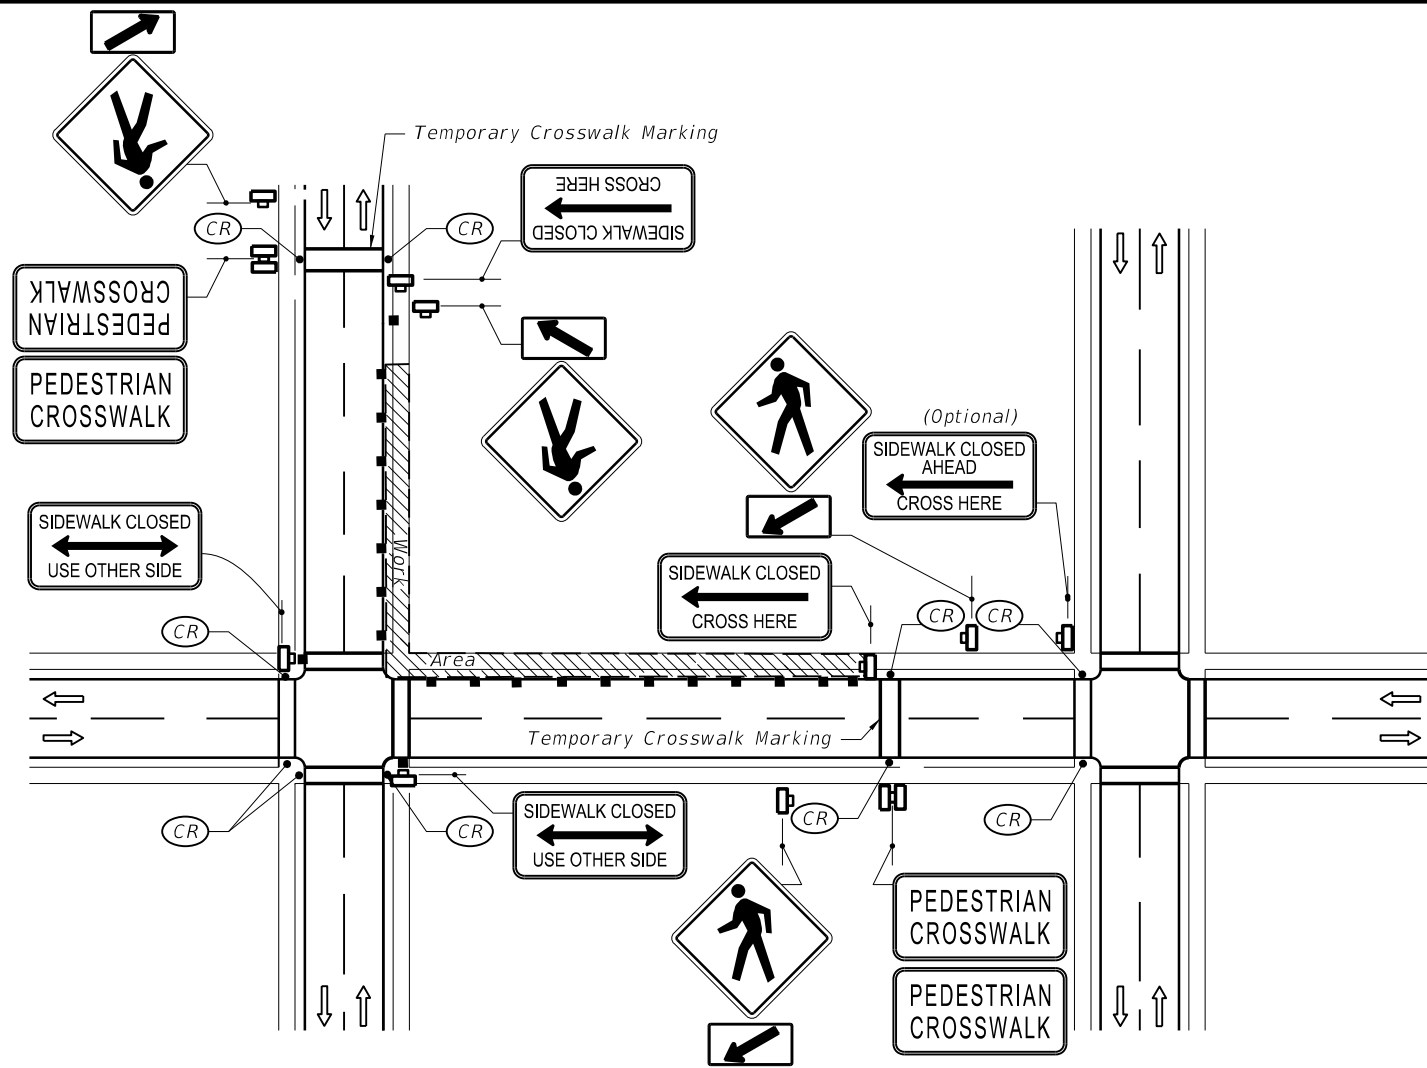 Temporary Crosswalk Marking
SIDEWALK CLOSED
CROSS HERE
CR
CR
PEDESTRIAN
CROSSWALK
PEDESTRIAN
CROSSWALK
(Optional)
SIDEWALK CLOSED
AHEAD
CROSS HERE
SIDEWALK CLOSED
USE OTHER SIDE
Work
SIDEWALK CLOSED
CROSS HERE
CR
CR
CR
Area
Temporary Crosswalk Marking
CR
CR
SIDEWALK CLOSED
USE OTHER SIDE
CR
CR
PEDESTRIAN
CROSSWALK
PEDESTRIAN
CROSSWALK